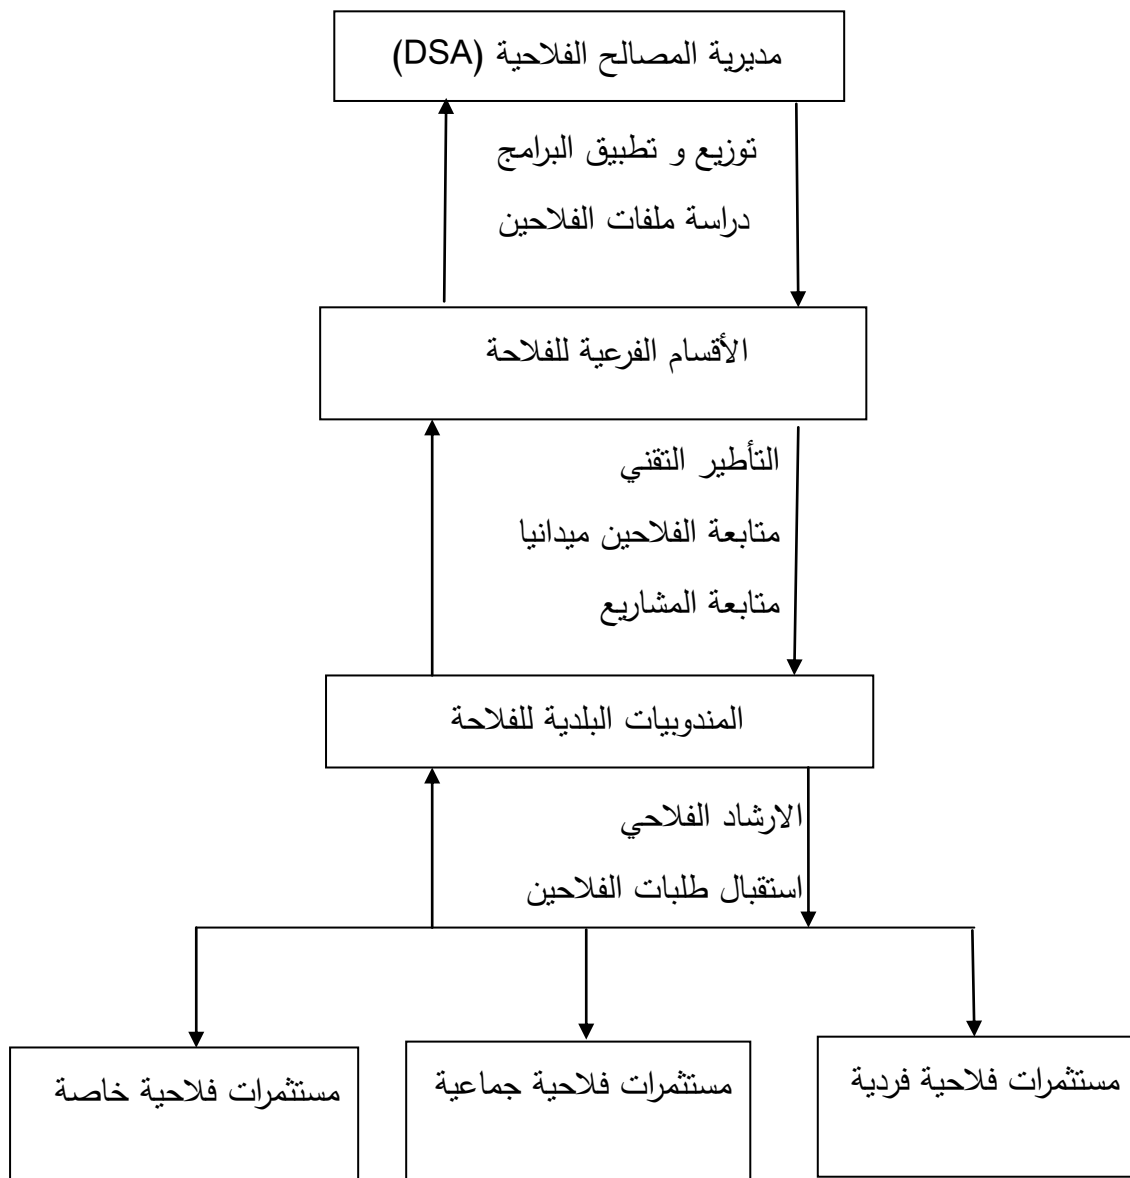 مديرية المصالح الفلاحية (DSA)
توزيع و تطبيق البرامج
دراسة ملفات الفلاحين
الأقسام الفرعية للفلاحة
التأطير التقني
متابعة الفلاحين ميدانيا
متابعة المشاريع
المندوبيات البلدية للفلاحة
الارشاد الفلاحي
استقبال طلبات الفلاحين
مستثمرات فلاحية فردية
مستثمرات فلاحية جماعية
مستثمرات فلاحية خاصة